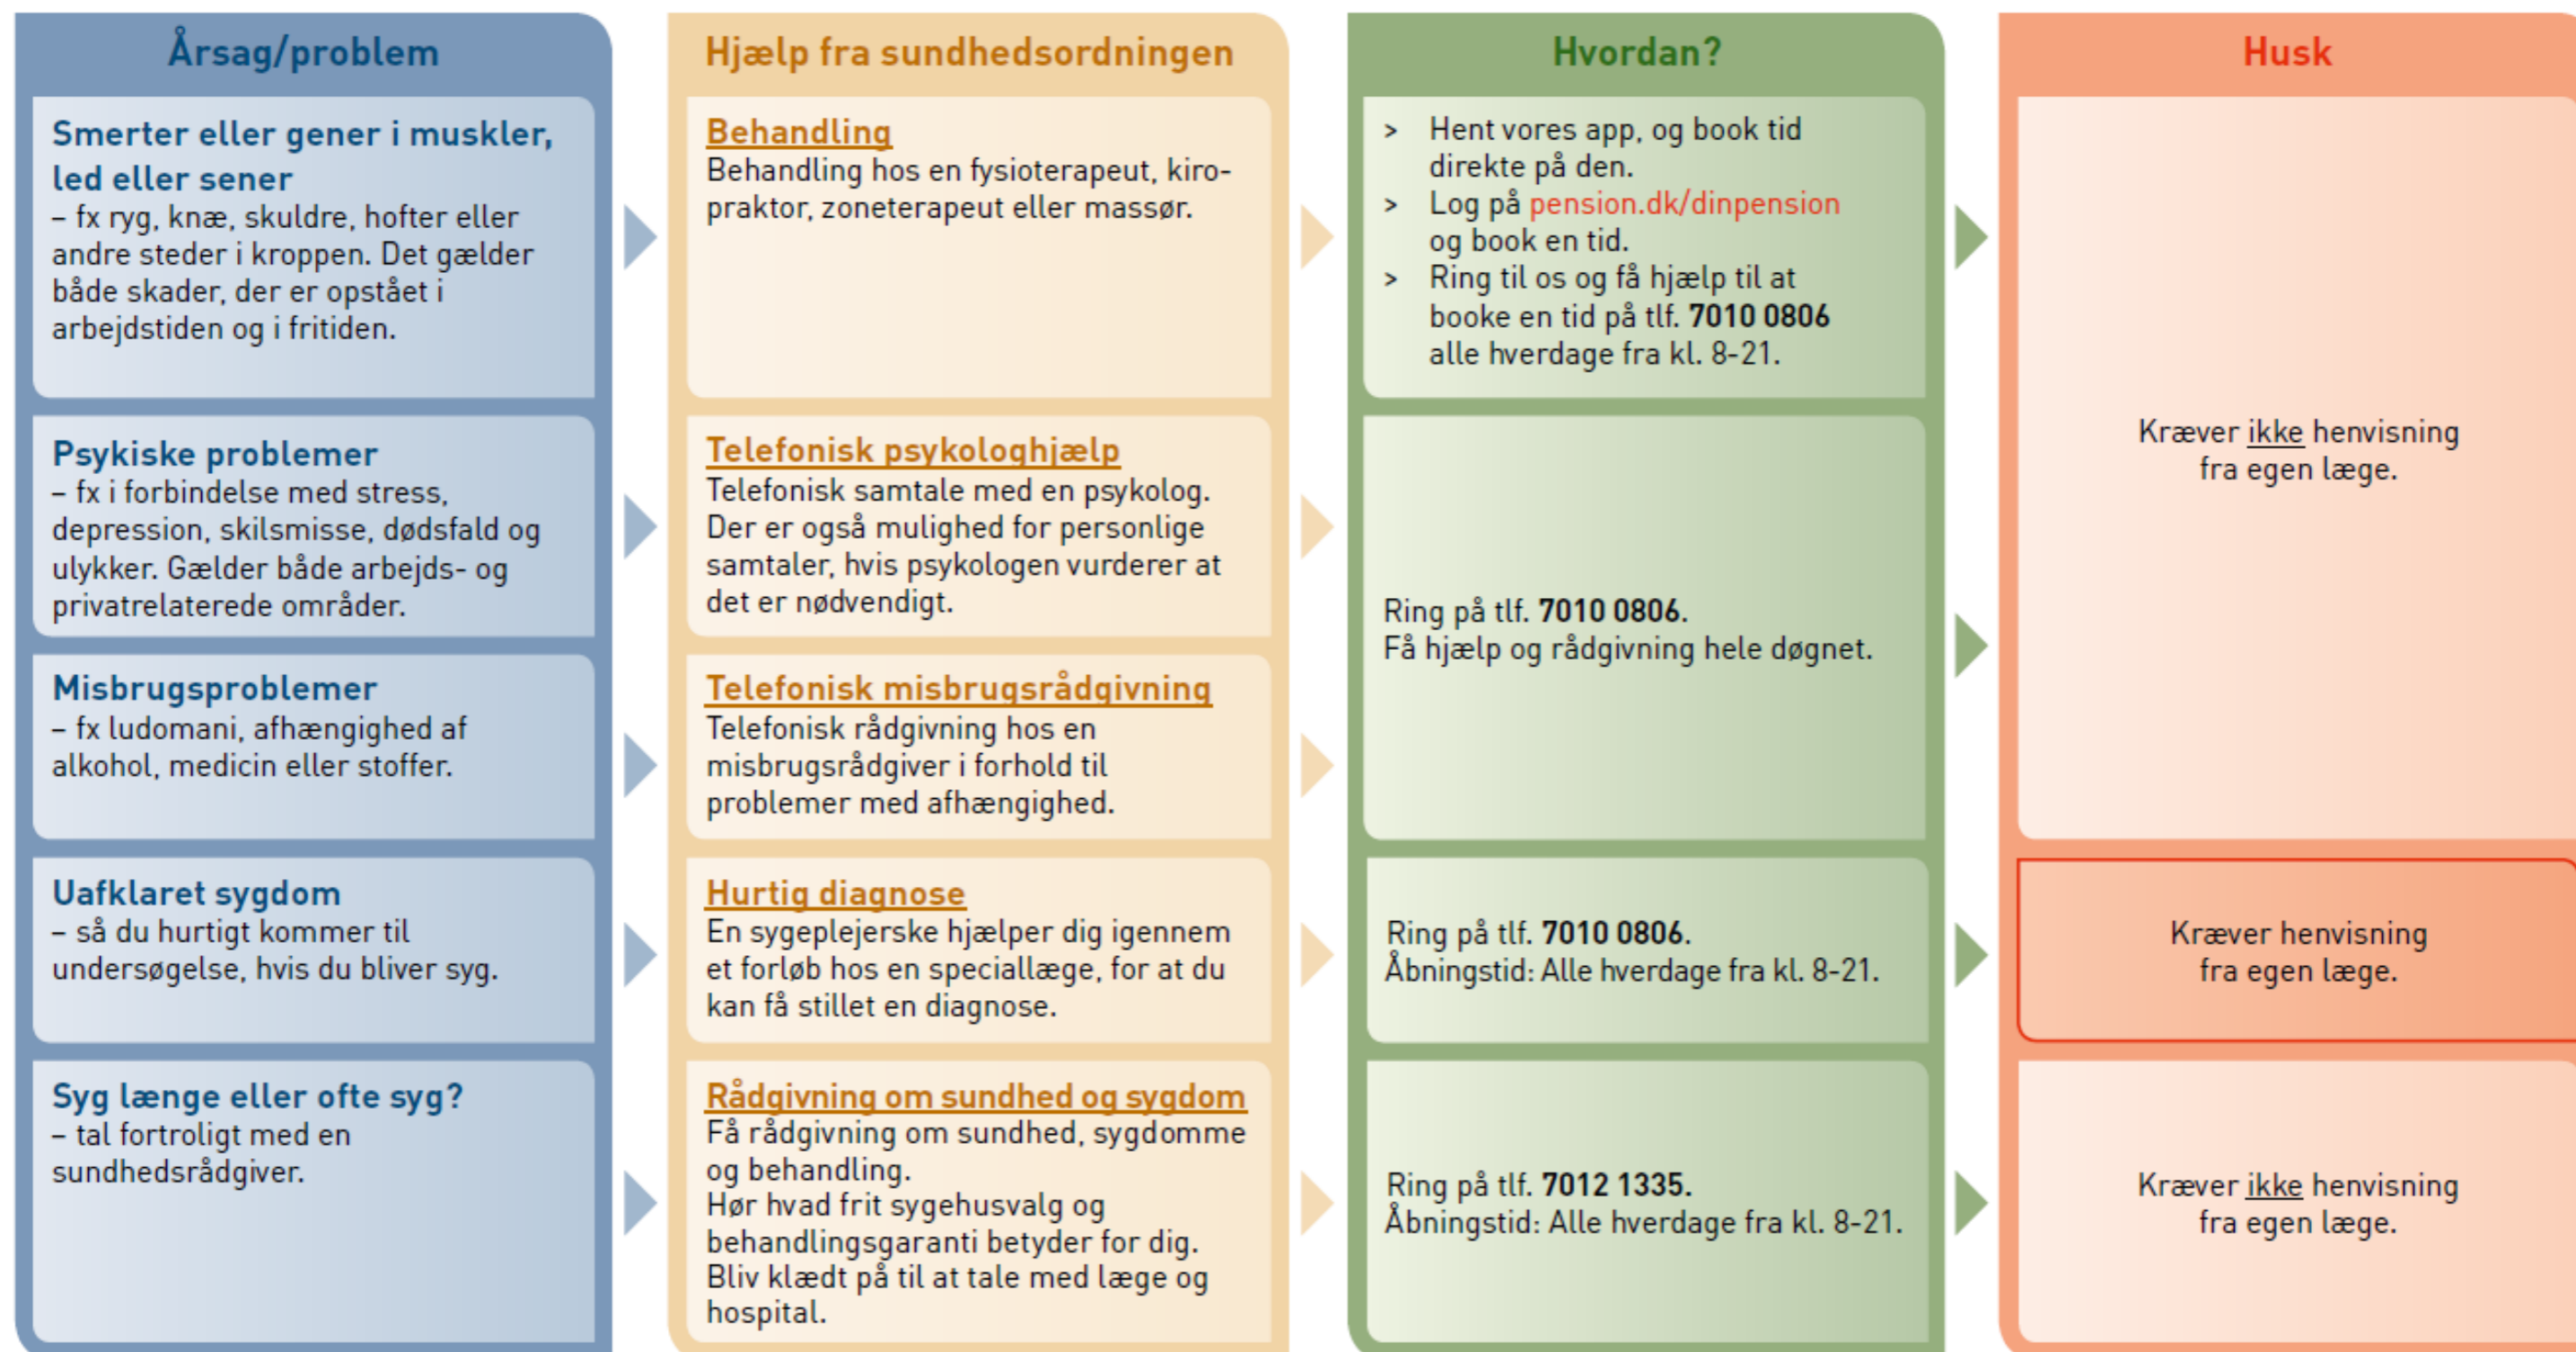 Årsag/problem
Smerter eller gener i muskler,
led eller sener
– fx ryg, knæ, skuldre, hofter eller
andre steder i kroppen. Det gælder
både skader, der er opstået i
arbejdstiden og i fritiden.
Psykiske problemer
– fx i forbindelse med stress,
depression, skilsmisse, dødsfald og
ulykker. Gælder både arbejds- og
privatrelaterede områder.
Misbrugsproblemer
– fx ludomani, afhængighed af
alkohol, medicin eller stoffer.
Uafklaret sygdom
– så du hurtigt kommer til
undersøgelse, hvis du bliver syg.
Syg længe eller ofte syg?
– tal fortroligt med en
sundhedsrådgiver.
Hjælp fra sundhedsordningen
Behandling
Behandling hos en fysioterapeut, kiro-
praktor, zoneterapeut eller massør.
Telefonisk psykologhjælp
Telefonisk samtale med en psykolog.
Der er også mulighed for personlige
samtaler, hvis psykologen vurderer at
det er nødvendigt.
Telefonisk misbrugsrådgivning
Telefonisk rådgivning hos en
misbrugsrådgiver i forhold til
problemer med afhængighed.
Hurtig diagnose
En sygeplejerske hjælper dig igennem
et forløb hos en speciallæge, for at du
kan få stillet en diagnose.
Rådgivning om sundhed og sygdom
Få rådgivning om sundhed, sygdomme
og behandling.
Hør hvad frit sygehusvalg og
behandlingsgaranti betyder for dig.
Bliv klædt på til at tale med læge og
hospital.
Hvordan?
> Hent vores app, og book tid
direkte på den.
> Log på pension.dk/dinpension
og book en tid.
> Ring til os og få hjælp til at
booke en tid på tlf. 7010 0806
alle hverdage fra kl. 8-21.
Ring på tlf. 7010 0806.
Få hjælp og rådgivning hele døgnet.
Ring på tlf. 7010 0806.
Åbningstid: Alle hverdage fra kl. 8-21.
Ring på tlf. 7012 1335.
Åbningstid: Alle hverdage fra kl. 8-21.
Husk
Kræver ikke henvisning
fra egen læge.
Kræver henvisning
fra egen læge.
Kræver ikke henvisning
fra egen læge.